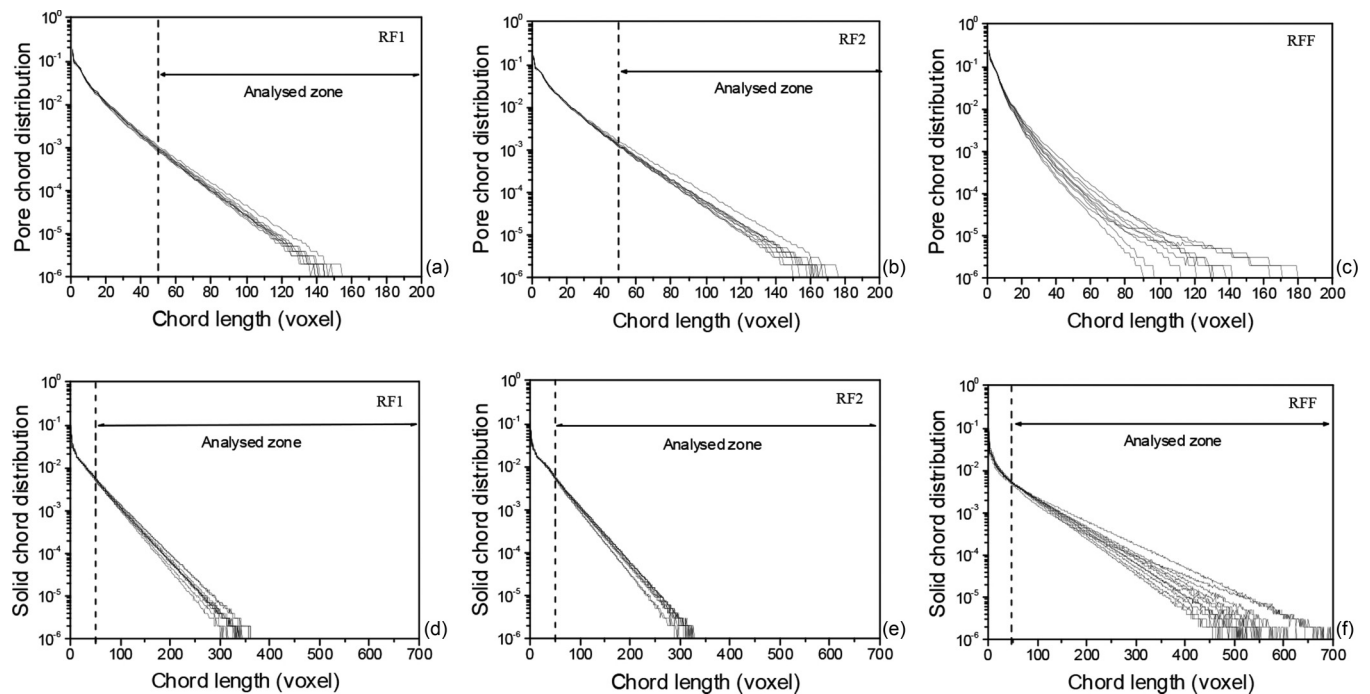 RF1
Analysed zone
Pore chord distribution
10^0
10^-1
10^-2
10^-3
10^-4
10^-5
10^-6
0 20 40 60 80 100 120 140 160 180 200
Chord length (voxel)
(a)
RF2
Analysed zone
Pore chord distribution
10^0
10^-1
10^-2
10^-3
10^-4
10^-5
10^-6
0 20 40 60 80 100 120 140 160 180 200
Chord length (voxel)
(b)
RFF
Pore chord distribution
10^0
10^-1
10^-2
10^-3
10^-4
10^-5
10^-6
0 20 40 60 80 100 120 140 160 180 200
Chord length (voxel)
(c)
RF1
Analysed zone
Solid chord distribution
10^0
10^-1
10^-2
10^-3
10^-4
10^-5
10^-6
0 100 200 300 400 500 600 700
Chord length (voxel)
(d)
RF2
Analysed zone
Solid chord distribution
10^0
10^-1
10^-2
10^-3
10^-4
10^-5
10^-6
0 100 200 300 400 500 600 700
Chord length (voxel)
(e)
RFF
Analysed zone
Solid chord distribution
10^0
10^-1
10^-2
10^-3
10^-4
10^-5
10^-6
0 100 200 300 400 500 600 700
Chord length (voxel)
(f)